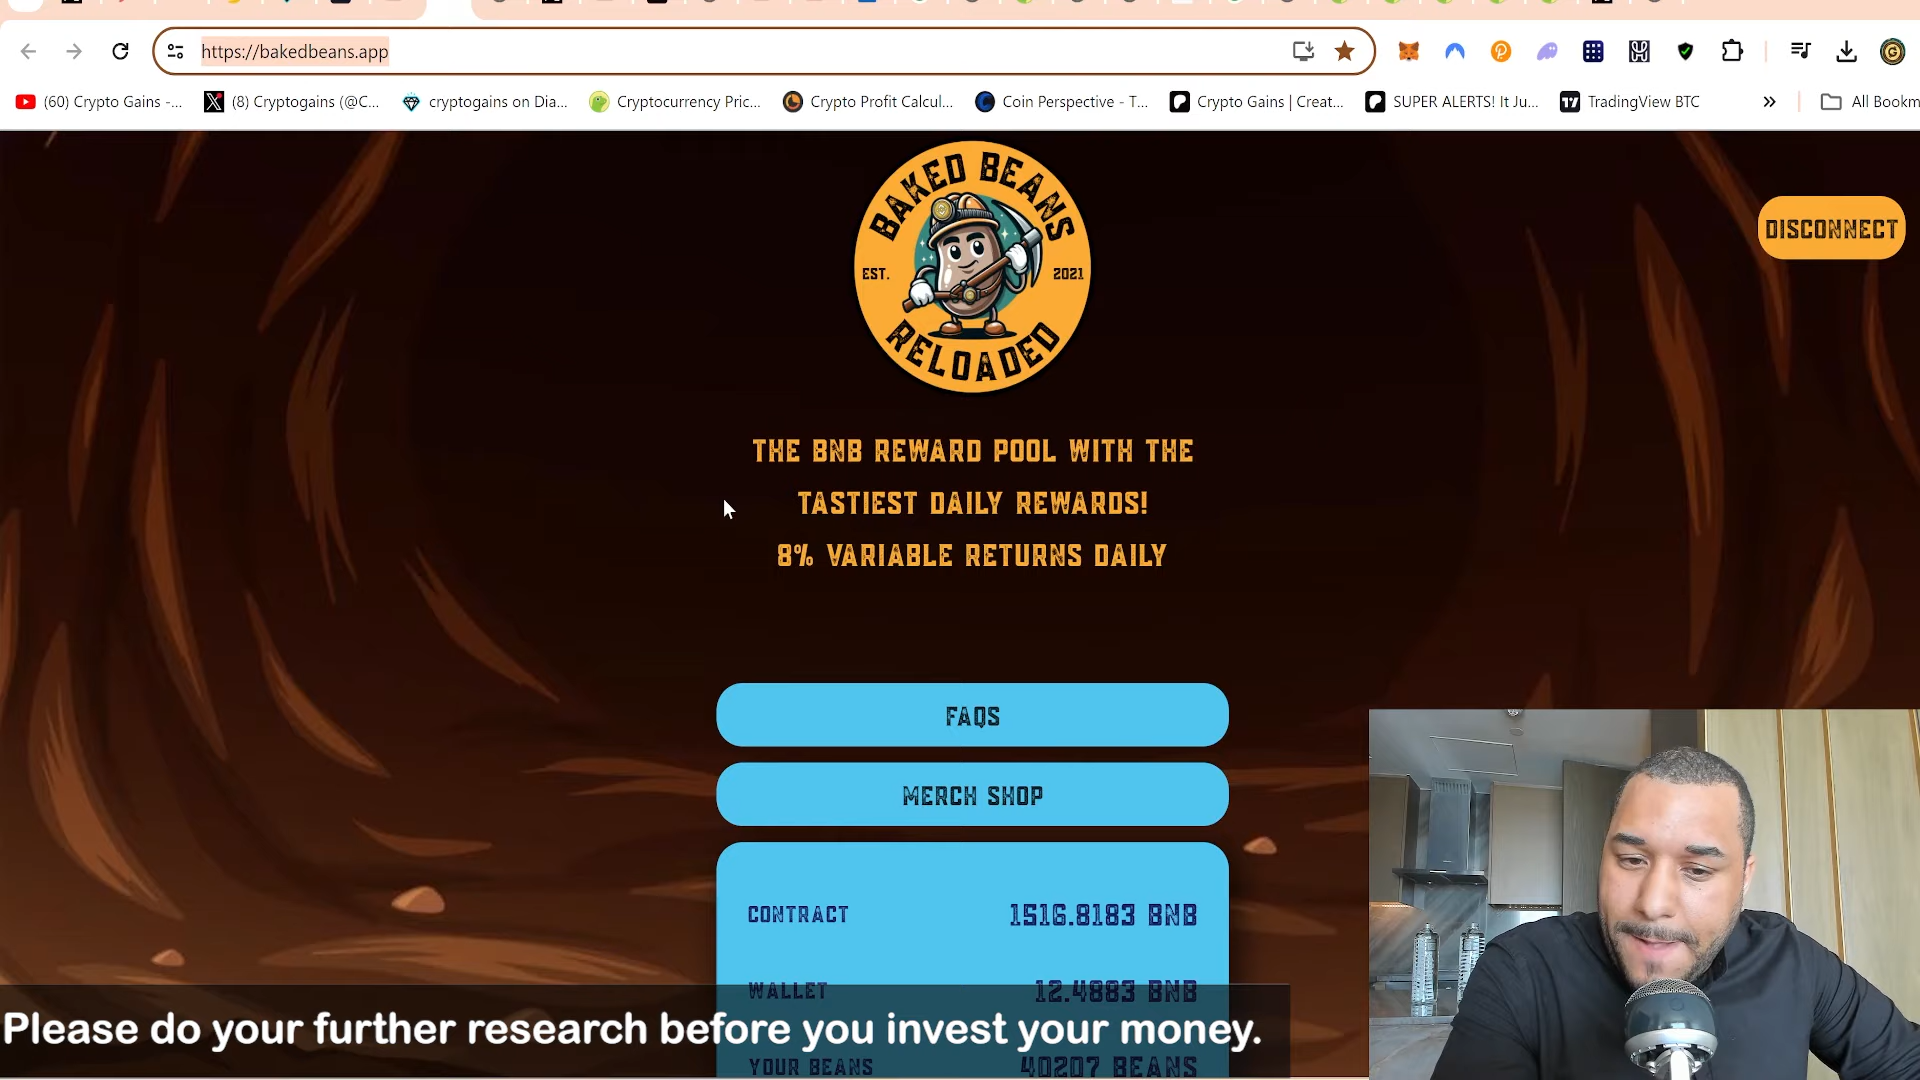 https://bakedbeans.app
(60) Crypto Gains -...
(8) Cryptogains (@C...
cryptogains on Dia...
Cryptocurrency Pric...
Crypto Profit Calcul...
Coin Perspective - T...
Crypto Gains | Creat...
SUPER ALERTS! It Ju...
TradingView BTC
All Bookm
BAKED BEANS
EST. 2021
RELOADED
DISCONNECT
THE BNB REWARD POOL WITH THE
TASTIEST DAILY REWARDS!
8% VARIABLE RETURNS DAILY
FAQS
MERCH SHOP
CONTRACT 1516.8183 BNB
WALLET 12.4883 BNB
Please do your further research before you invest your money.
YOUR BEANS 40207 BEANS